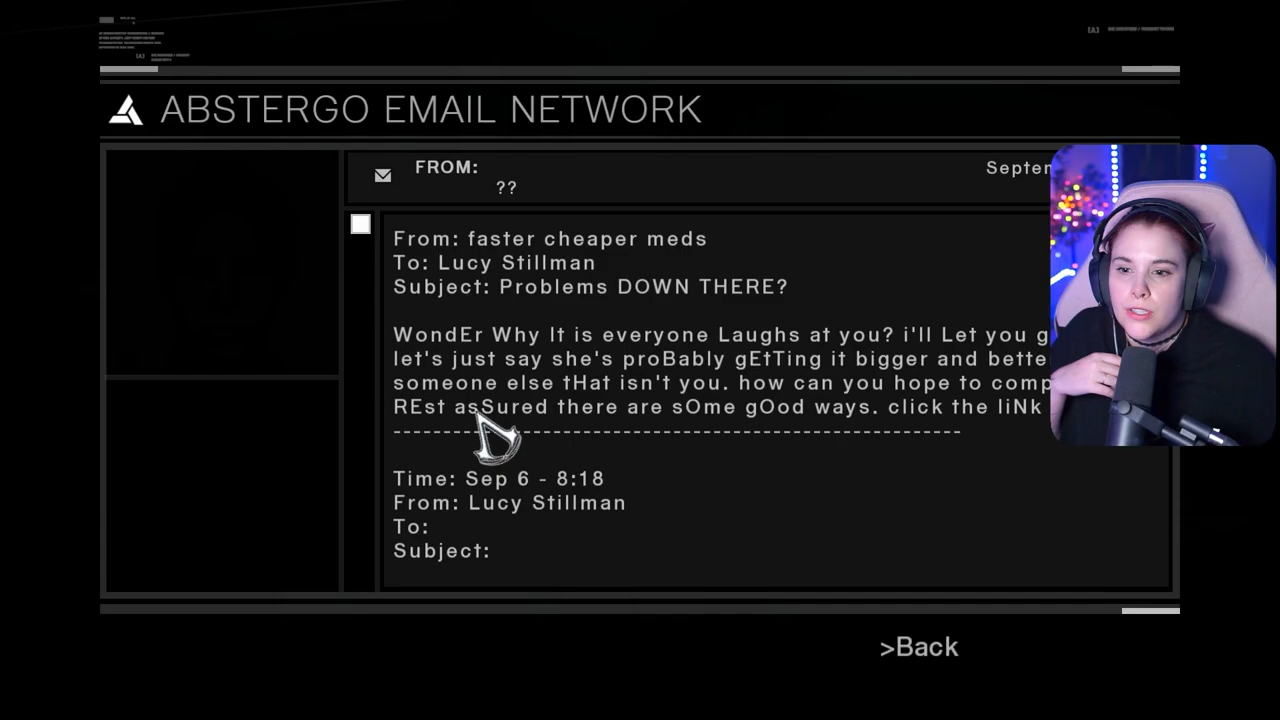 [A]
[A]
ABSTERGO EMAIL NETWORK
FROM:
??
From: faster cheaper meds
To: Lucy Stillman
Subject: Problems DOWN THERE?
WondEr Why It is everyone Laughs at you? i'll Let you
let's just say she's proBably gEtTing it bigger and
someone else tHat isn't you. how can you hope to
REst asSured there are sOme gOod ways. click the liNk
Time: Sep 6 - 8:18
From: Lucy Stillman
To:
Subject:
>Back